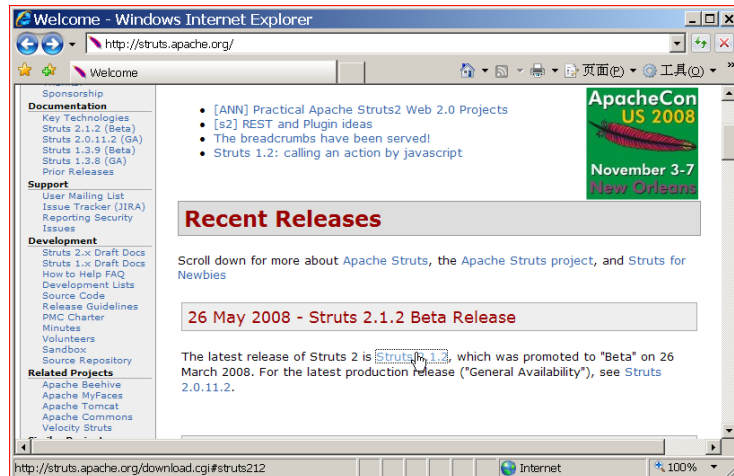 Welcome - Windows Internet Explorer
http://struts.apache.org/
Welcome
页面(P)
工具(O)
»
Sponsorship
Documentation
Key Technologies
Struts 2.1.2 (Beta)
Struts 2.0.11.2 (GA)
Struts 1.3.9 (Beta)
Struts 1.3.8 (GA)
Prior Releases
Support
User Mailing List
Issue Tracker (JIRA)
Reporting Security
Issues
Development
Struts 2.x Draft Docs
Struts 1.x Draft Docs
How to Help FAQ
Development Lists
Source Code
Release Guidelines
PMC Charter
Minutes
Volunteers
Sandbox
Source Repository
Related Projects
Apache Beehive
Apache MyFaces
Apache Tomcat
Apache Commons
Velocity Struts
[ANN] Practical Apache Struts2 Web 2.0 Projects
[s2] REST and Plugin ideas
The breadcrumbs have been served!
Struts 1.2: calling an action by javascript
ApacheCon
US 2008
November 3-7
New Orleans
Recent Releases
Scroll down for more about Apache Struts, the Apache Struts project, and Struts for
Newbies
26 May 2008 - Struts 2.1.2 Beta Release
The latest release of Struts 2 is Struts 2.1.2, which was promoted to "Beta" on 26
March 2008. For the latest production release ("General Availability"), see Struts
2.0.11.2.
http://struts.apache.org/download.cgi#struts212
Internet
100%